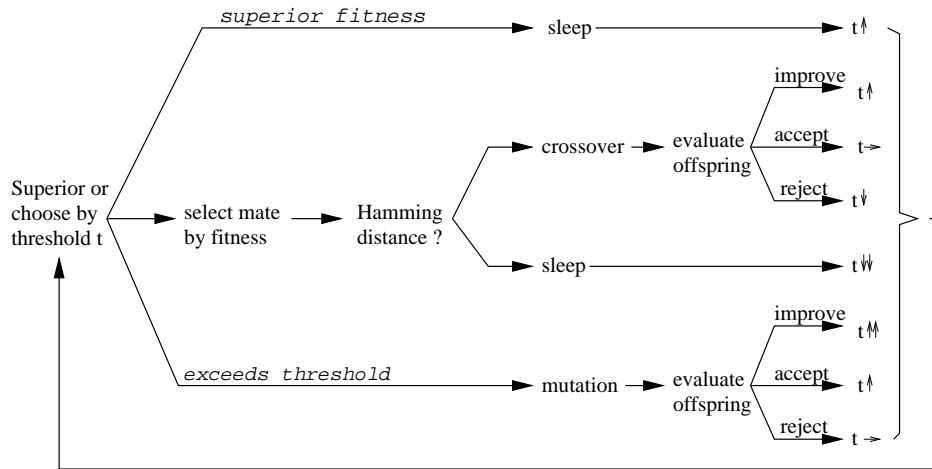 superior fitness
sleep
t↑
improve
t↑
crossover
evaluate
offspring
accept
t→
reject
t↓
Superior or
choose by
threshold t
select mate
by fitness
Hamming
distance ?
sleep
t↓↓
improve
t↑↑
exceeds threshold
mutation
evaluate
offspring
accept
t↑
reject
t→